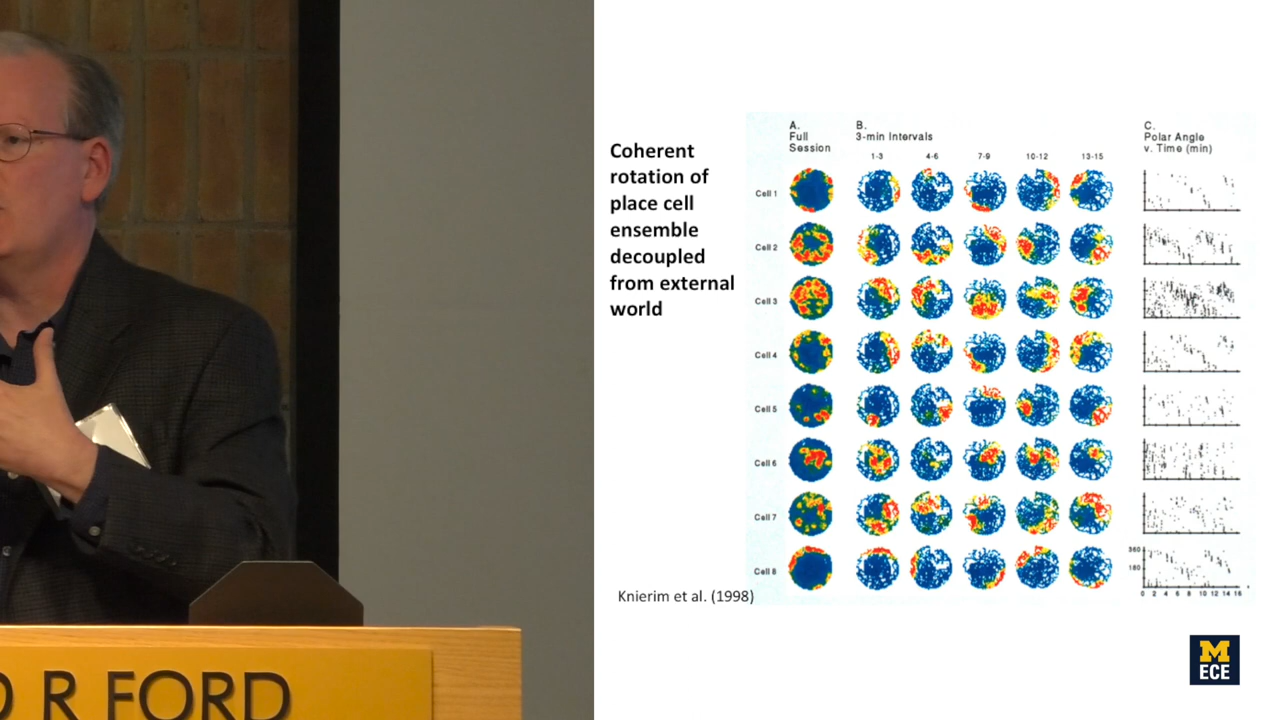 Coherent
rotation of
place cell
ensemble
decoupled
from external
world
A.
Full
Session
B.
3-min Intervals
C.
Polar Angle
v. Time (min)
1-3
4-6
7-9
10-12
13-15
Cell 1
Cell 2
Cell 3
Cell 4
Cell 5
Cell 6
Cell 7
Cell 8
360
180
0 2 4 6 8 10 12 14 16
Knierim et al. (1998)
M
ECE
D R FORD